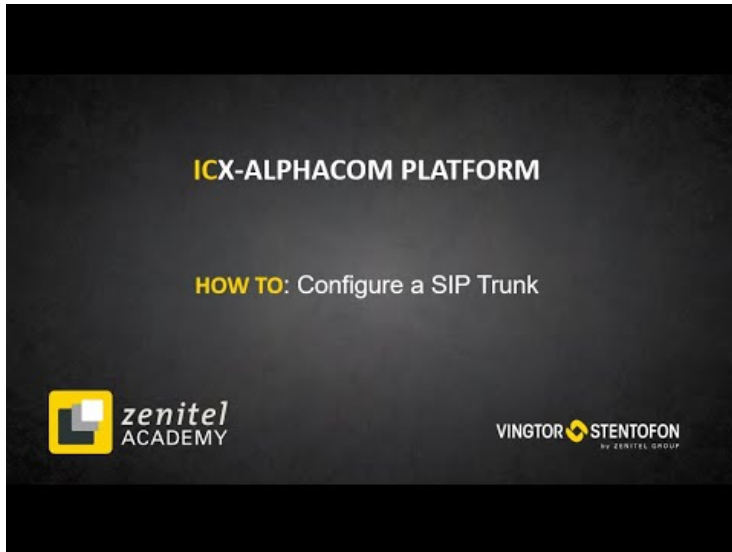 ICX-ALPHACOM PLATFORM
HOW TO: Configure a SIP Trunk
zenitel
ACADEMY
VINGTOR STENTOFON
by ZENITEL GROUP